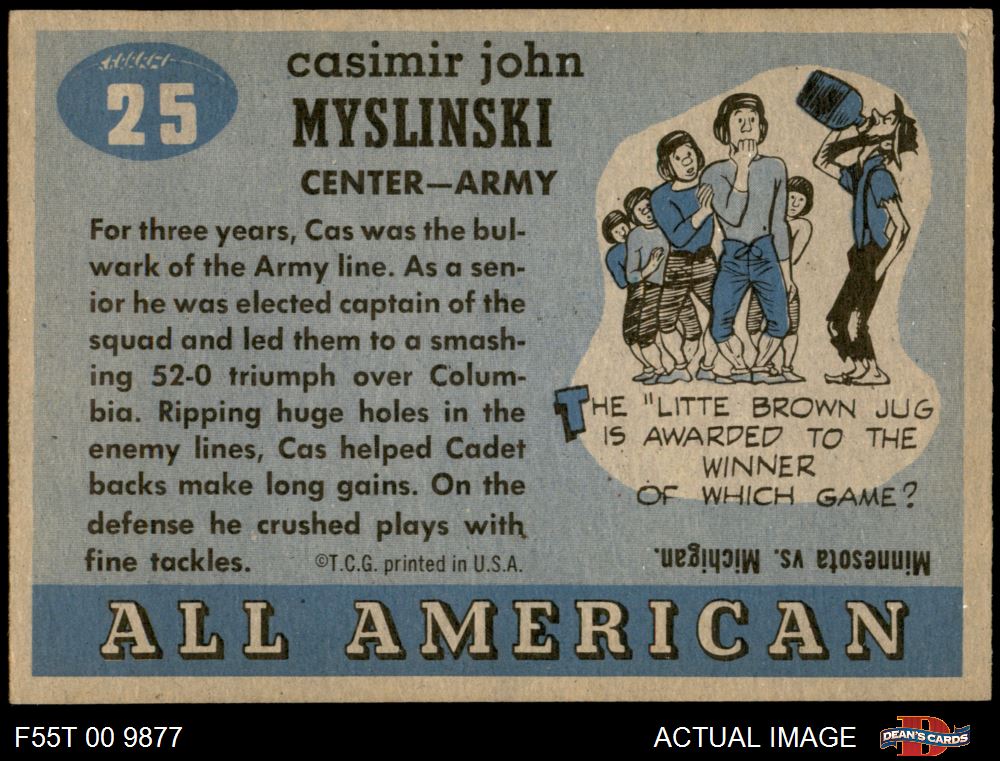 25
casimir john
MYSLINSKI
CENTER—ARMY
For three years, Cas was the bul-
wark of the Army line. As a sen-
ior he was elected captain of the
squad and led them to a smash-
ing 52-0 triumph over Colum-
bia. Ripping huge holes in the
enemy lines, Cas helped Cadet
backs make long gains. On the
defense he crushed plays with
fine tackles.
©T.C.G. printed in U.S.A.
THE "LITTE BROWN JUG
IS AWARDED TO THE
WINNER
OF WHICH GAME?
Minnesota vs. Michigan.
ALL AMERICAN
F55T 00 9877
ACTUAL IMAGE
DEAN'S CARDS